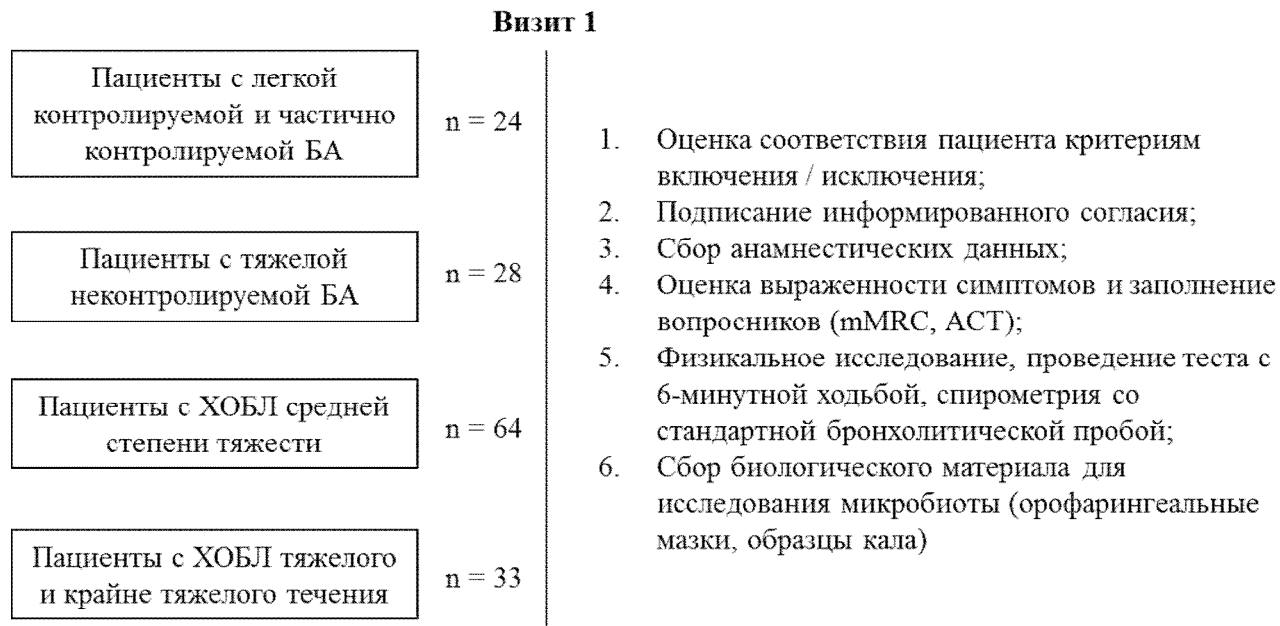 Визит 1
Пациенты с легкой
контролируемой и частично
контролируемой БА
n = 24
Пациенты с тяжелой
неконтролируемой БА
n = 28
Пациенты с ХОБЛ средней
степени тяжести
n = 64
Пациенты с ХОБЛ тяжелого
и крайне тяжелого течения
n = 33
1. Оценка соответствия пациента критериям
включения / исключения;
2. Подписание информированного согласия;
3. Сбор анамнестических данных;
4. Оценка выраженности симптомов и заполнение
вопросников (mMRC, ACT);
5. Физикальное исследование, проведение теста с
6-минутной ходьбой, спирометрия со
стандартной бронхолитической пробой;
6. Сбор биологического материала для
исследования микробиоты (орофарингеальные
мазки, образцы кала)